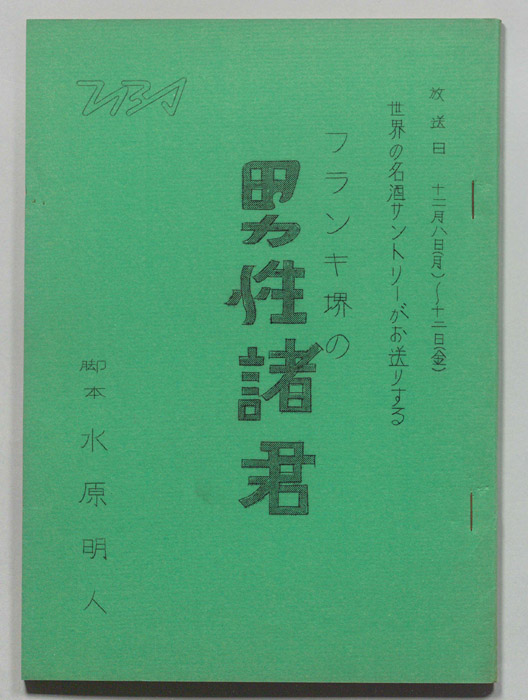 放送日 十二月八日(月)〜十二日(金)
世界の名酒サントリーがお送りする
フランキ堺の
男性諸君
脚本 水原明人